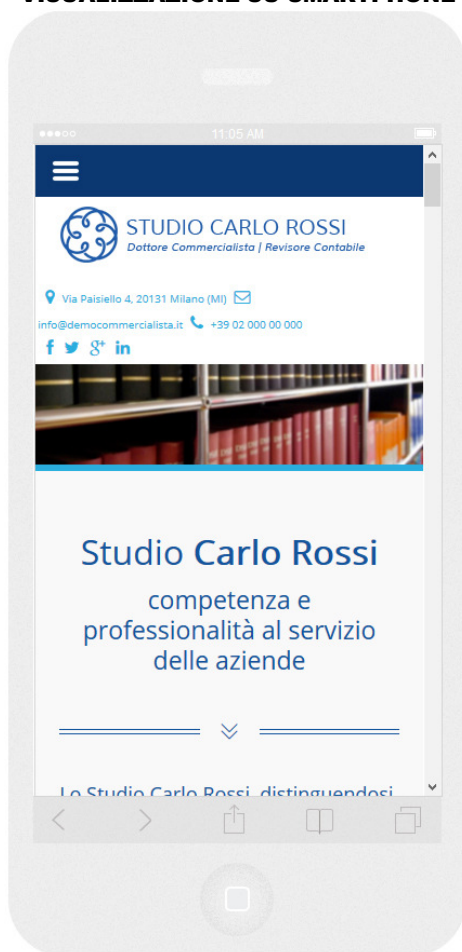 VISUALIZZAZIONE SU SMARTPHONE
11:05 AM
STUDIO CARLO ROSSI
Dottore Commercialista | Revisore Contabile
Via Paisiello 4, 20131 Milano (MI)
info@democommercialista.it +39 02 000 00 000
Studio Carlo Rossi
competenza e
professionalità al servizio
delle aziende
Lo Studio Carlo Rossi, distinguendosi